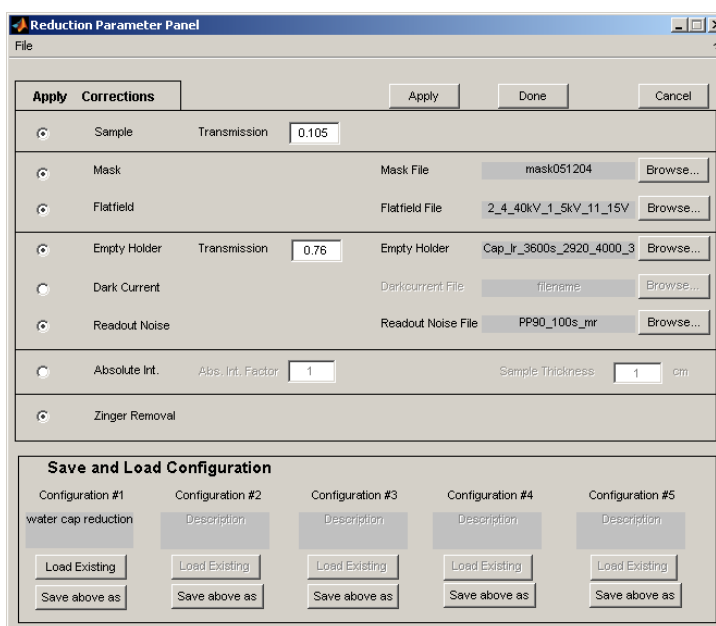 Reduction Parameter Panel
File
Apply Corrections
Apply Done Cancel
Sample Transmission 0.105
Mask Mask File mask051204 Browse...
Flatfield Flatfield File 2_4_40kV_1_5kV_11_15V Browse...
Empty Holder Transmission 0.76 Empty Holder Cap_lr_3600s_2920_4000_3 Browse...
Dark Current Darkcurrent File filename Browse...
Readout Noise Readout Noise File PP90_100s_mr Browse...
Absolute Int. Abs. Int. Factor 1 Sample Thickness 1 cm
Zinger Removal
Save and Load Configuration
Configuration #1 Configuration #2 Configuration #3 Configuration #4 Configuration #5
water cap reduction Description Description Description Description
Load Existing Load Existing Load Existing Load Existing Load Existing
Save above as Save above as Save above as Save above as Save above as